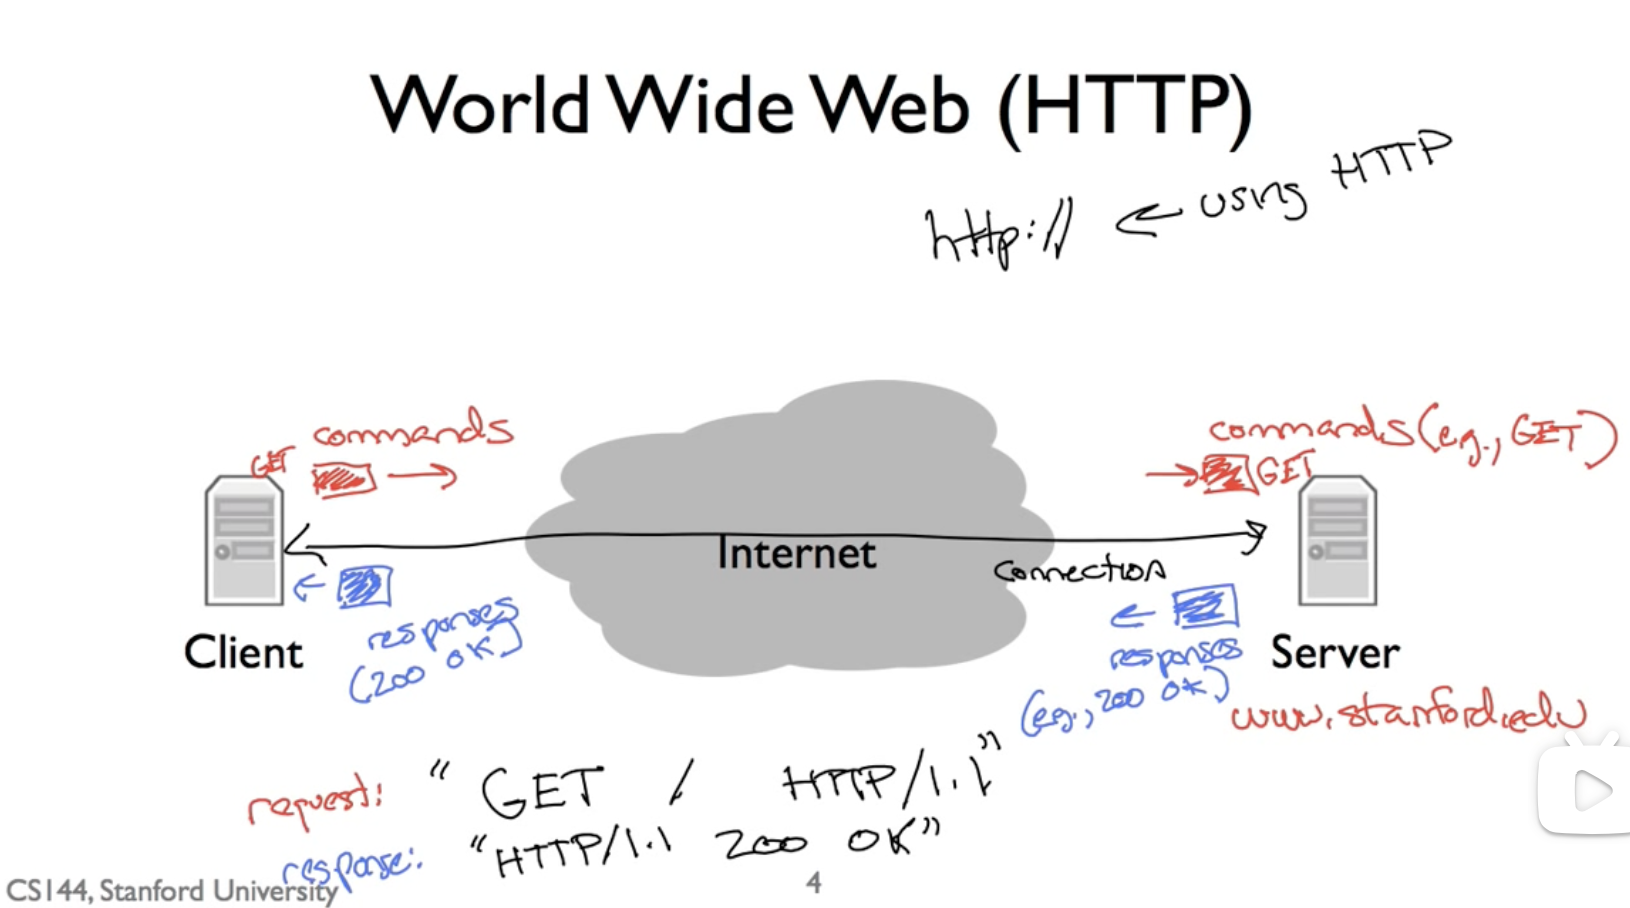 World Wide Web (HTTP)
http:// ← using HTTP
commands
GET
commands (e.g., GET)
GET
Internet
connection
responses
(200 OK)
Client
responses
(e.g., 200 OK)
Server
www.stanford.edu
request: "GET / HTTP/1.1"
response: "HTTP/1.1 200 OK"
CS144, Stanford University
4